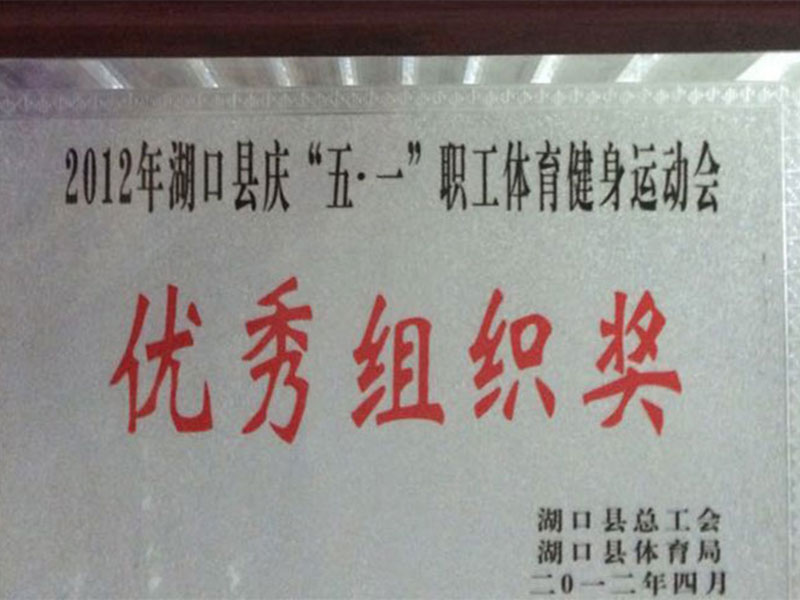 2012年湖口县庆“五·一”职工体育健身运动会
优秀组织奖
湖口县总工会
湖口县体育局
二0一二年四月